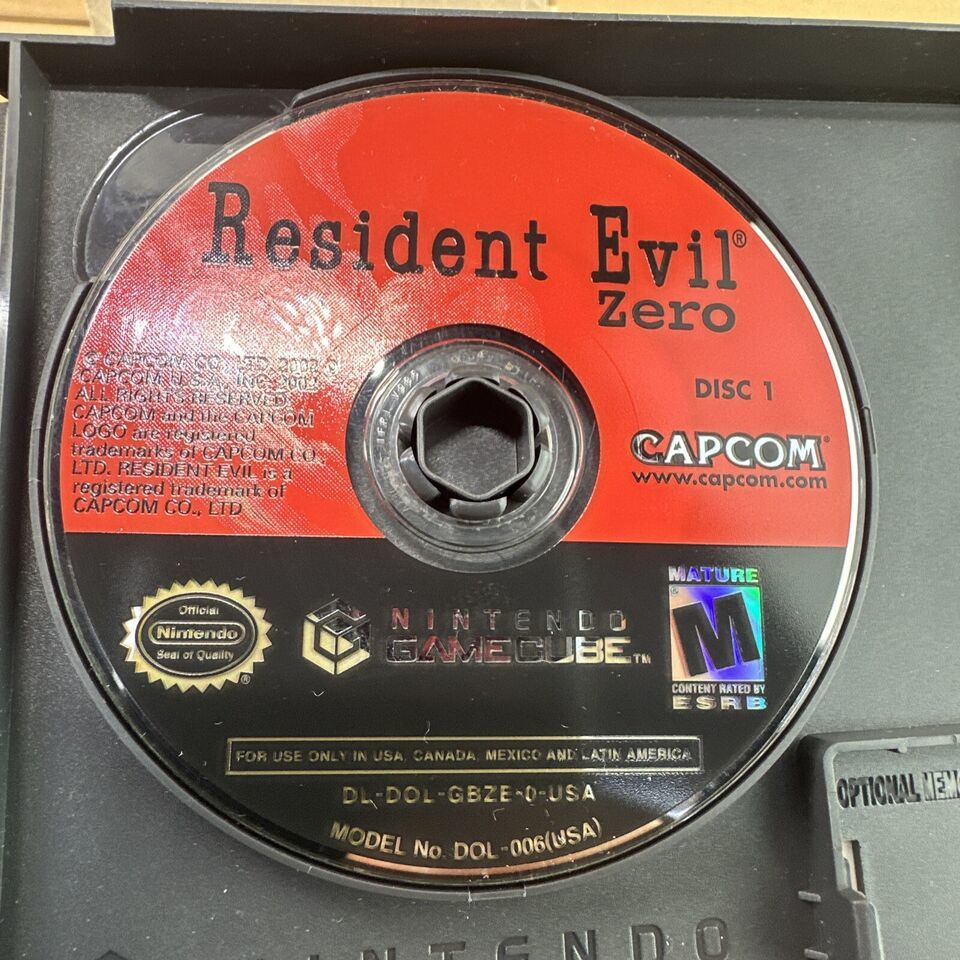 Resident Evil®
Zero
DISC 1
CAPCOM®
www.capcom.com
© CAPCOM CO., LTD. 2002 ©
CAPCOM U.S.A., INC. 2002
ALL RIGHTS RESERVED.
CAPCOM and the CAPCOM
LOGO are registered
trademarks of CAPCOM CO.,
LTD. RESIDENT EVIL is a
registered trademark of
CAPCOM CO., LTD
Official
Nintendo
Seal of Quality
®
NINTENDO
GAMECUBE™
MATURE
M
®
CONTENT RATED BY
ESRB
FOR USE ONLY IN USA, CANADA, MEXICO AND LATIN AMERICA
DL-DOL-GBZE-0-USA
MODEL No. DOL-006(USA)
OPTIONAL
NINTENDO